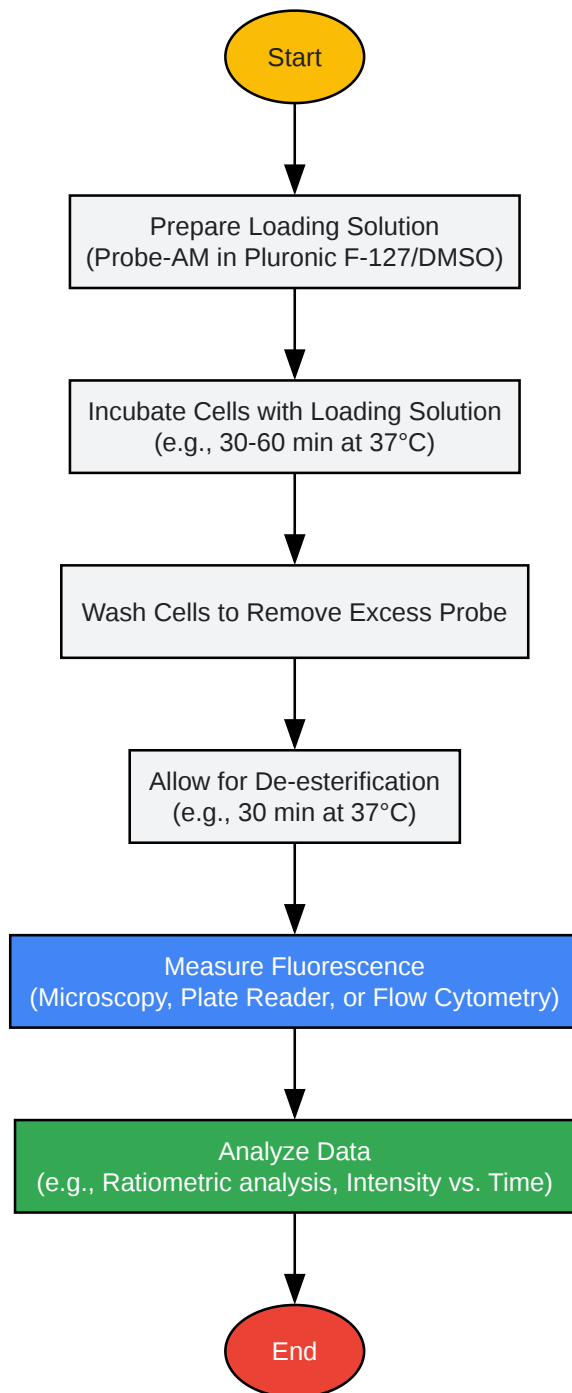 Start
Prepare Loading Solution
(Probe-AM in Pluronic F-127/DMSO)
Incubate Cells with Loading Solution
(e.g., 30-60 min at 37°C)
Wash Cells to Remove Excess Probe
Allow for De-esterification
(e.g., 30 min at 37°C)
Measure Fluorescence
(Microscopy, Plate Reader, or Flow Cytometry)
Analyze Data
(e.g., Ratiometric analysis, Intensity vs. Time)
End